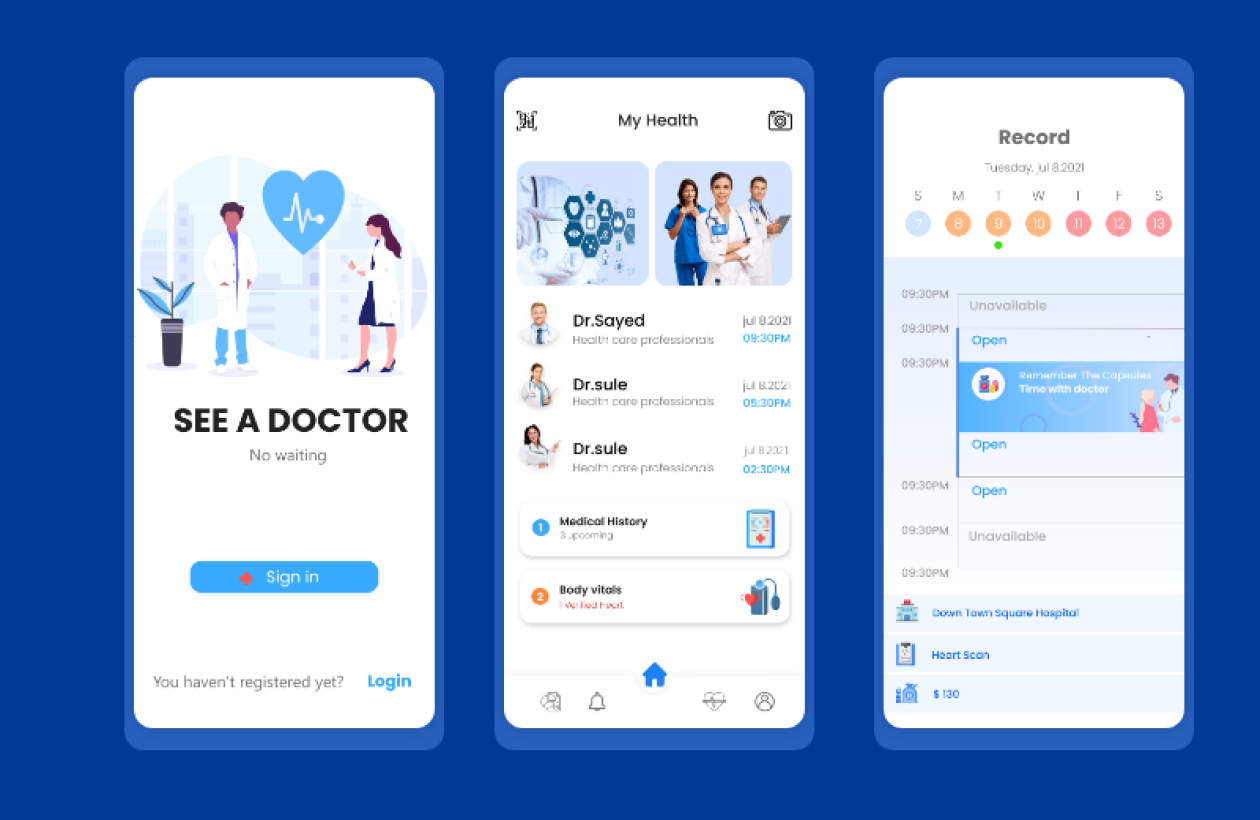 SEE A DOCTOR
No waiting
Sign in
You haven't registered yet? Login
My Health
Dr.Sayed
jul 8.2021
Health care professionals
09:30PM
Dr.sule
jul 8.2021
Health care professionals
05:30PM
Dr.sule
jul 8.2021
Health care professionals
02:30PM
1
Medical History
3 upcoming
2
Body vitals
1 Verified Heart
Record
Tuesday, jul 8.2021
S M T W T F S
7 8 9 10 11 12 13
09:30PM
Unavailable
09:30PM
Open
09:30PM
Remember The Capsules
Time with doctor
Open
09:30PM
Open
09:30PM
Unavailable
09:30PM
Down Town Square Hospital
Heart Scan
$ 130